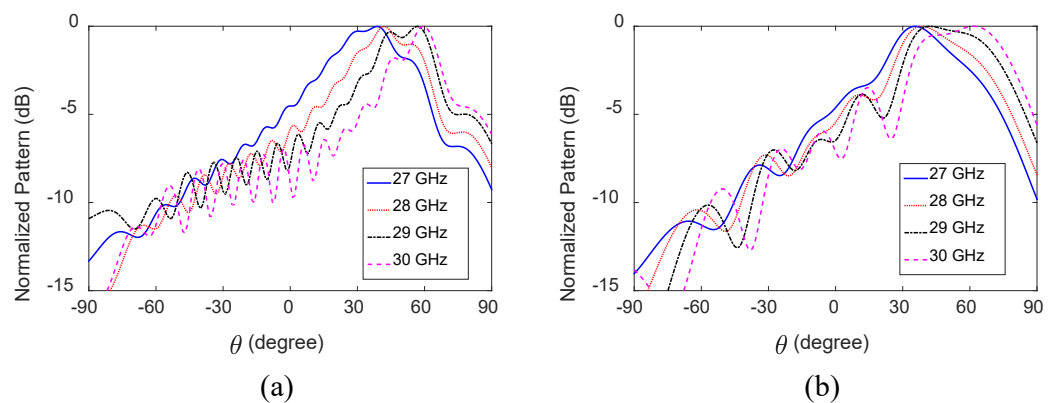 Normalized Pattern (dB)
0
-5
-10
-15
27 GHz
28 GHz
29 GHz
30 GHz
-90 -60 -30 0 30 60 90
θ (degree)
(a)
Normalized Pattern (dB)
0
-5
-10
-15
27 GHz
28 GHz
29 GHz
30 GHz
-90 -60 -30 0 30 60 90
θ (degree)
(b)